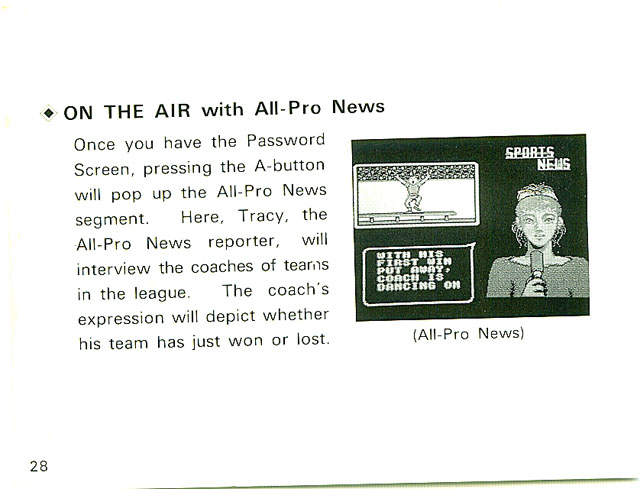 ON THE AIR with All-Pro News
Once you have the Password
Screen, pressing the A-button
will pop up the All-Pro News
segment. Here, Tracy, the
All-Pro News reporter, will
interview the coaches of teams
in the league. The coach's
expression will depict whether
his team has just won or lost.
SPORTS
NEWS
WITH HIS
FIRST WIN
PUT AWAY,
COACH IS
DANCING ON
(All-Pro News)
28